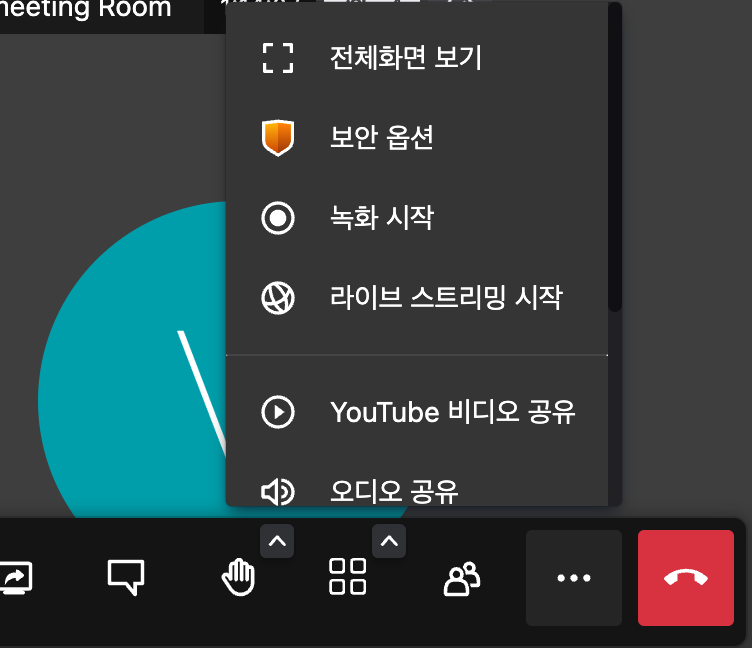 meeting Room
전체화면 보기
보안 옵션
녹화 시작
라이브 스트리밍 시작
YouTube 비디오 공유
오디오 공유